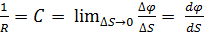 1/R = C = lim_{ΔS→0} Δφ/ΔS = dφ/dS